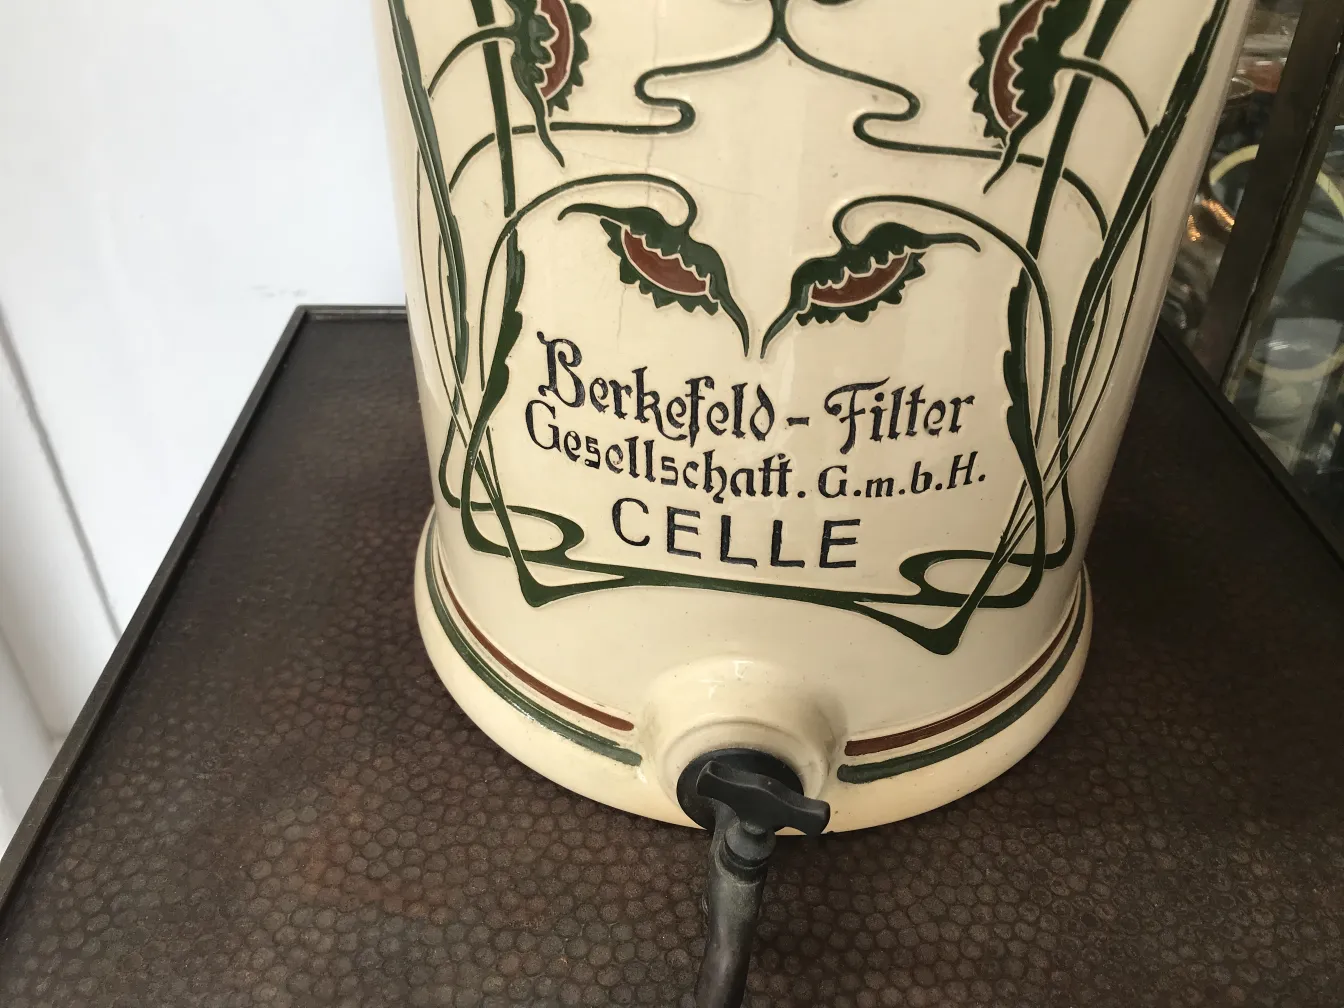 Berkefeld-Filter
Gesellschaft. G.m.b.H.
CELLE